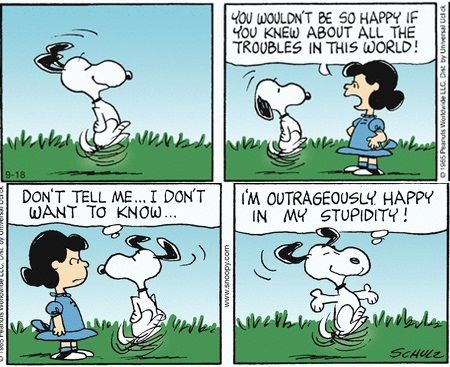 9-18
YOU WOULDN'T BE SO HAPPY IF
YOU KNEW ABOUT ALL THE
TROUBLES IN THIS WORLD!
© 1965 Peanuts Worldwide LLC, Dist. by Universal Uclick
DON'T TELL ME... I DON'T
WANT TO KNOW...
www.snoopy.com
I'M OUTRAGEOUSLY HAPPY
IN MY STUPIDITY!
SCHULZ